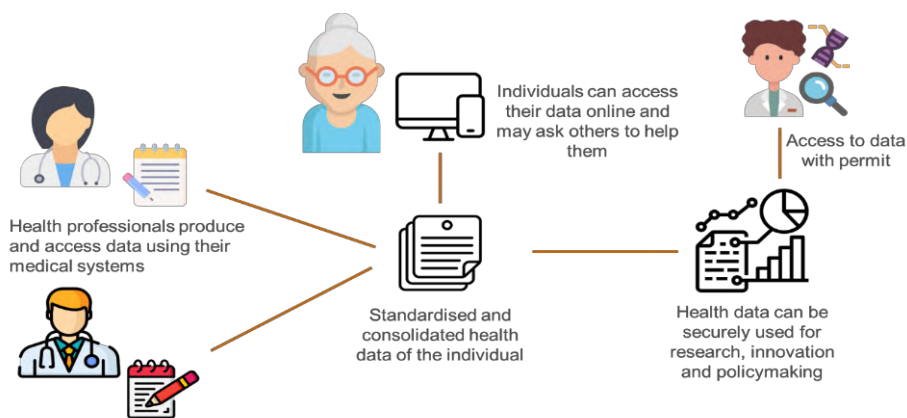 Individuals can access
their data online and
may ask others to help
them
Access to data
with permit
Health professionals produce
and access data using their
medical systems
Standardised and
consolidated health
data of the individual
Health data can be
securely used for
research, innovation
and policymaking